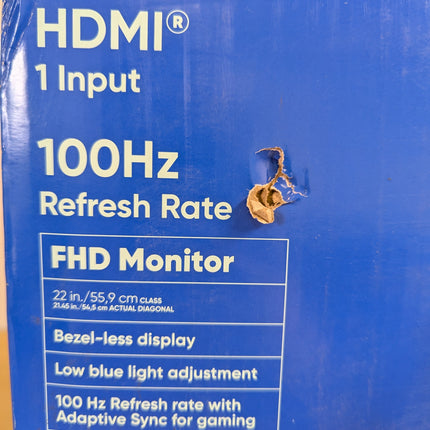 HDMI®
1 Input
100Hz
Refresh Rate
FHD Monitor
22 in./55,9 cm CLASS
21.45 in./54,5 cm ACTUAL DIAGONAL
Bezel-less display
Low blue light adjustment
100 Hz Refresh rate with
Adaptive Sync for gaming